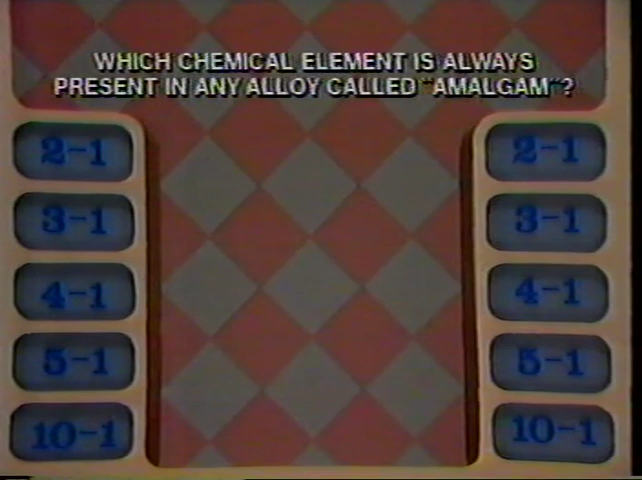 WHICH CHEMICAL ELEMENT IS ALWAYS
PRESENT IN ANY ALLOY CALLED "AMALGAM"?
2-1 2-1
3-1 3-1
4-1 4-1
5-1 5-1
10-1 10-1